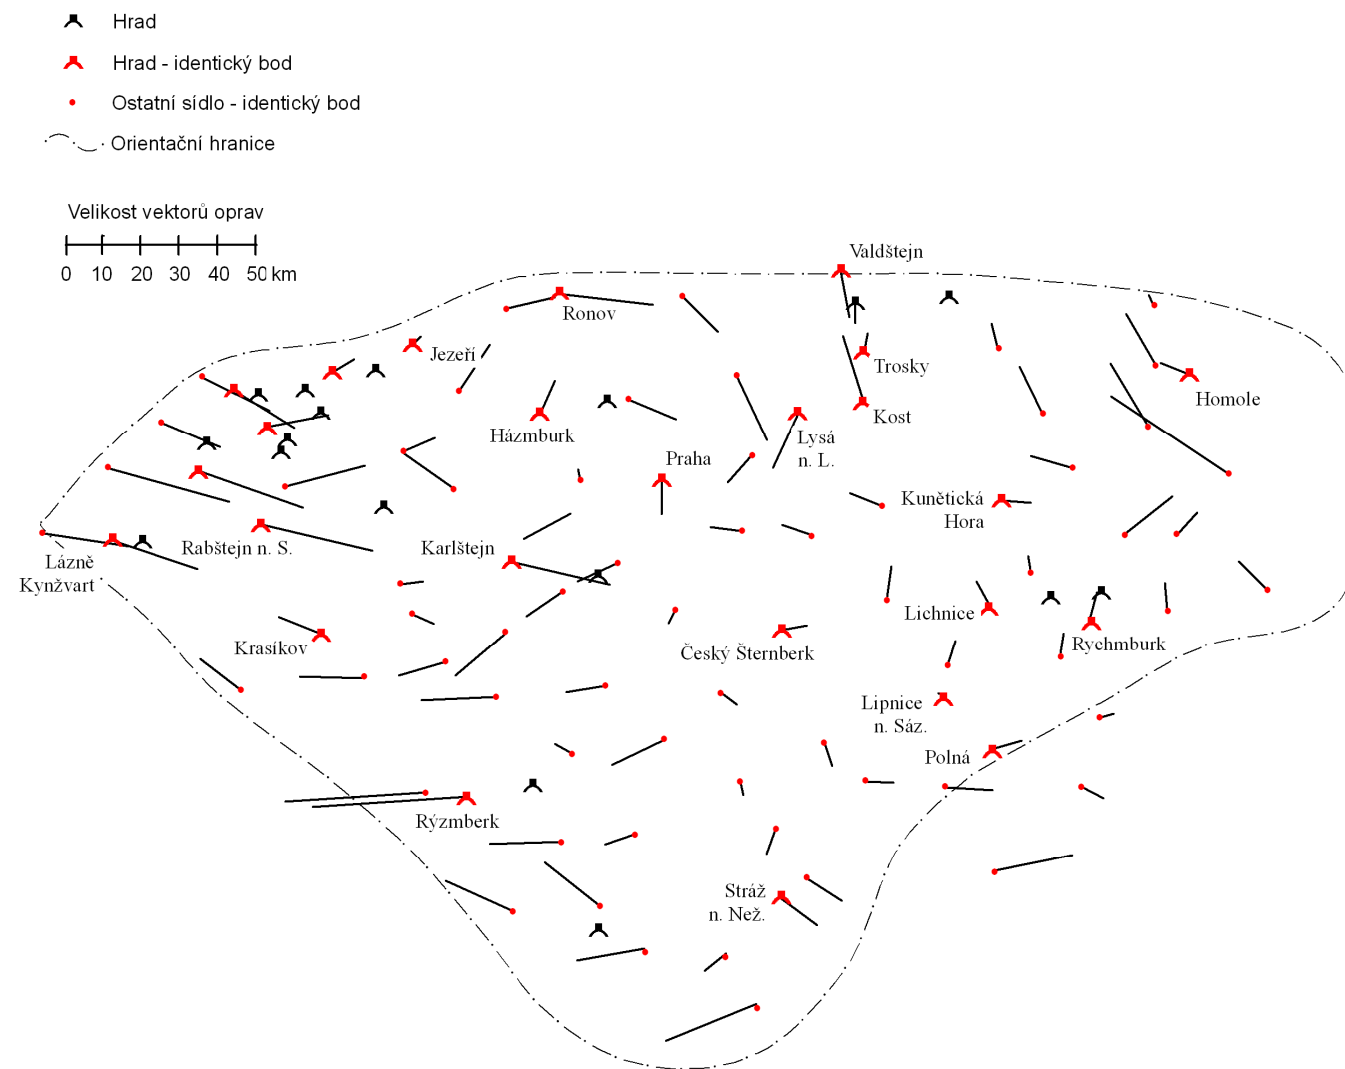 Hrad
Hrad - identický bod
Ostatní sídlo - identický bod
Orientační hranice
Velikost vektorů oprav
0 10 20 30 40 50 km
Valdštejn
Ronov
Jezeří
Trosky
Homole
Kost
Házmburk
Lysá
n. L.
Praha
Kunětická
Hora
Rabštejn n. S.
Karlštejn
Lázně
Kynžvart
Lichnice
Krasíkov
Český Šternberk
Rychmburk
Lipnice
n. Sáz.
Polná
Rýzmberk
Stráž
n. Než.